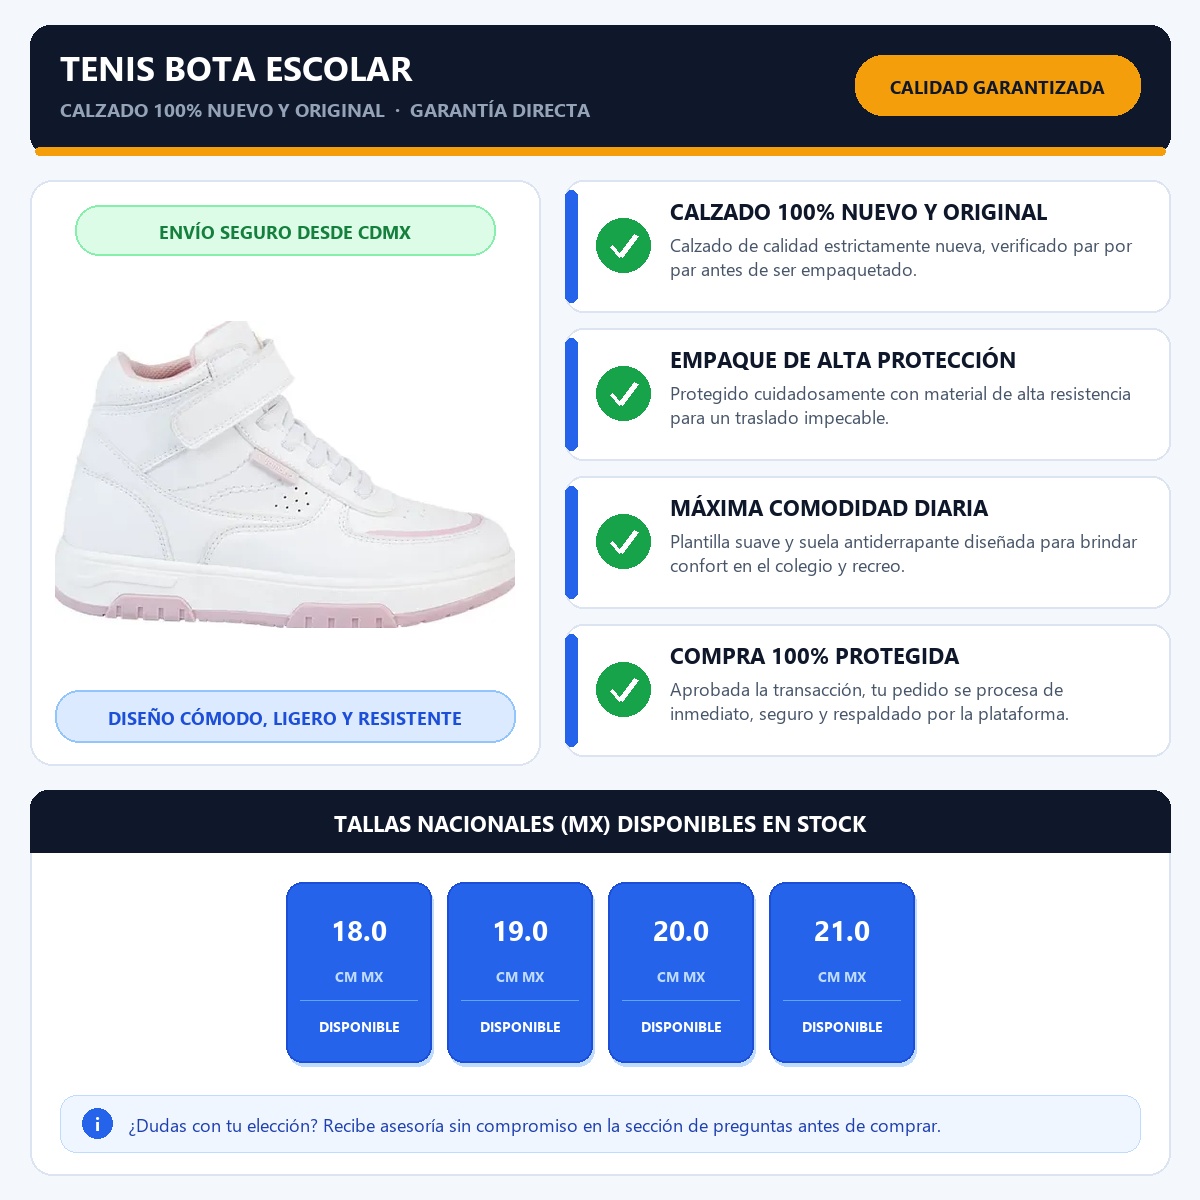 TENIS BOTA ESCOLAR
CALZADO 100% NUEVO Y ORIGINAL · GARANTÍA DIRECTA
CALIDAD GARANTIZADA
ENVÍO SEGURO DESDE CDMX
DISEÑO CÓMODO, LIGERO Y RESISTENTE
CALZADO 100% NUEVO Y ORIGINAL
Calzado de calidad estrictamente nueva, verificado par por
par antes de ser empaquetado.
EMPAQUE DE ALTA PROTECCIÓN
Protegido cuidadosamente con material de alta resistencia
para un traslado impecable.
MÁXIMA COMODIDAD DIARIA
Plantilla suave y suela antiderrapante diseñada para brindar
confort en el colegio y recreo.
COMPRA 100% PROTEGIDA
Aprobada la transacción, tu pedido se procesa de
inmediato, seguro y respaldado por la plataforma.
TALLAS NACIONALES (MX) DISPONIBLES EN STOCK
18.0
CM MX
DISPONIBLE
19.0
CM MX
DISPONIBLE
20.0
CM MX
DISPONIBLE
21.0
CM MX
DISPONIBLE
¿Dudas con tu elección? Recibe asesoría sin compromiso en la sección de preguntas antes de comprar.